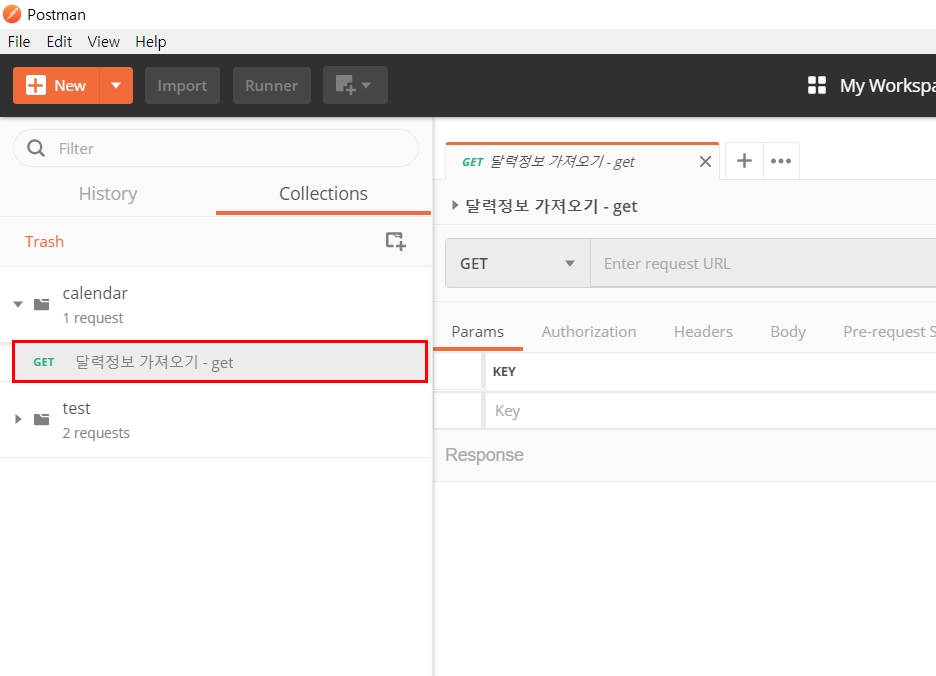 Postman
File Edit View Help
New Import Runner My Workspa
Filter
History Collections
Trash
calendar
1 request
GET 달력정보 가져오기 - get
test
2 requests
GET 달력정보 가져오기 - get
달력정보 가져오기 - get
GET Enter request URL
Params Authorization Headers Body Pre-request S
KEY
Key
Response